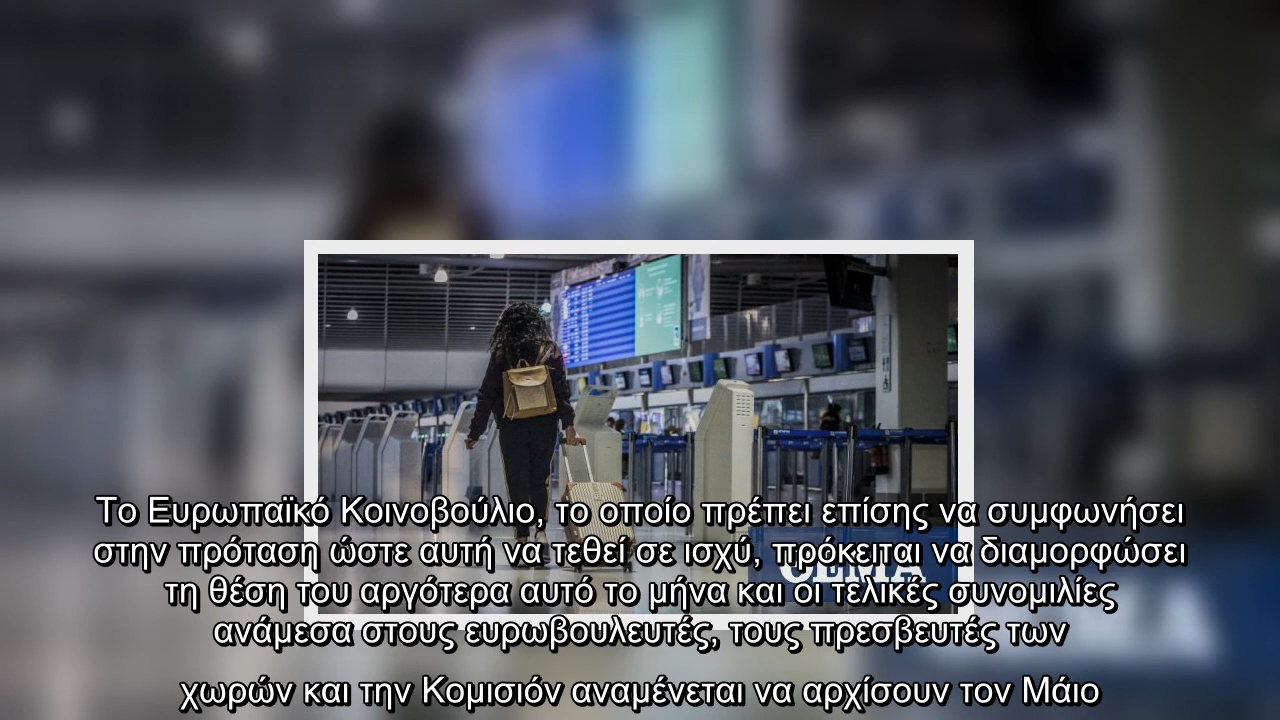 Το Ευρωπαϊκό Κοινοβούλιο, το οποίο πρέπει επίσης να συμφωνήσει
στην πρόταση ώστε αυτή να τεθεί σε ισχύ, πρόκειται να διαμορφώσει
τη θέση του αργότερα αυτό το μήνα και οι τελικές συνομιλίες
ανάμεσα στους ευρωβουλευτές, τους πρεσβευτές των
χωρών και την Κομισιόν αναμένεται να αρχίσουν τον Μάιο